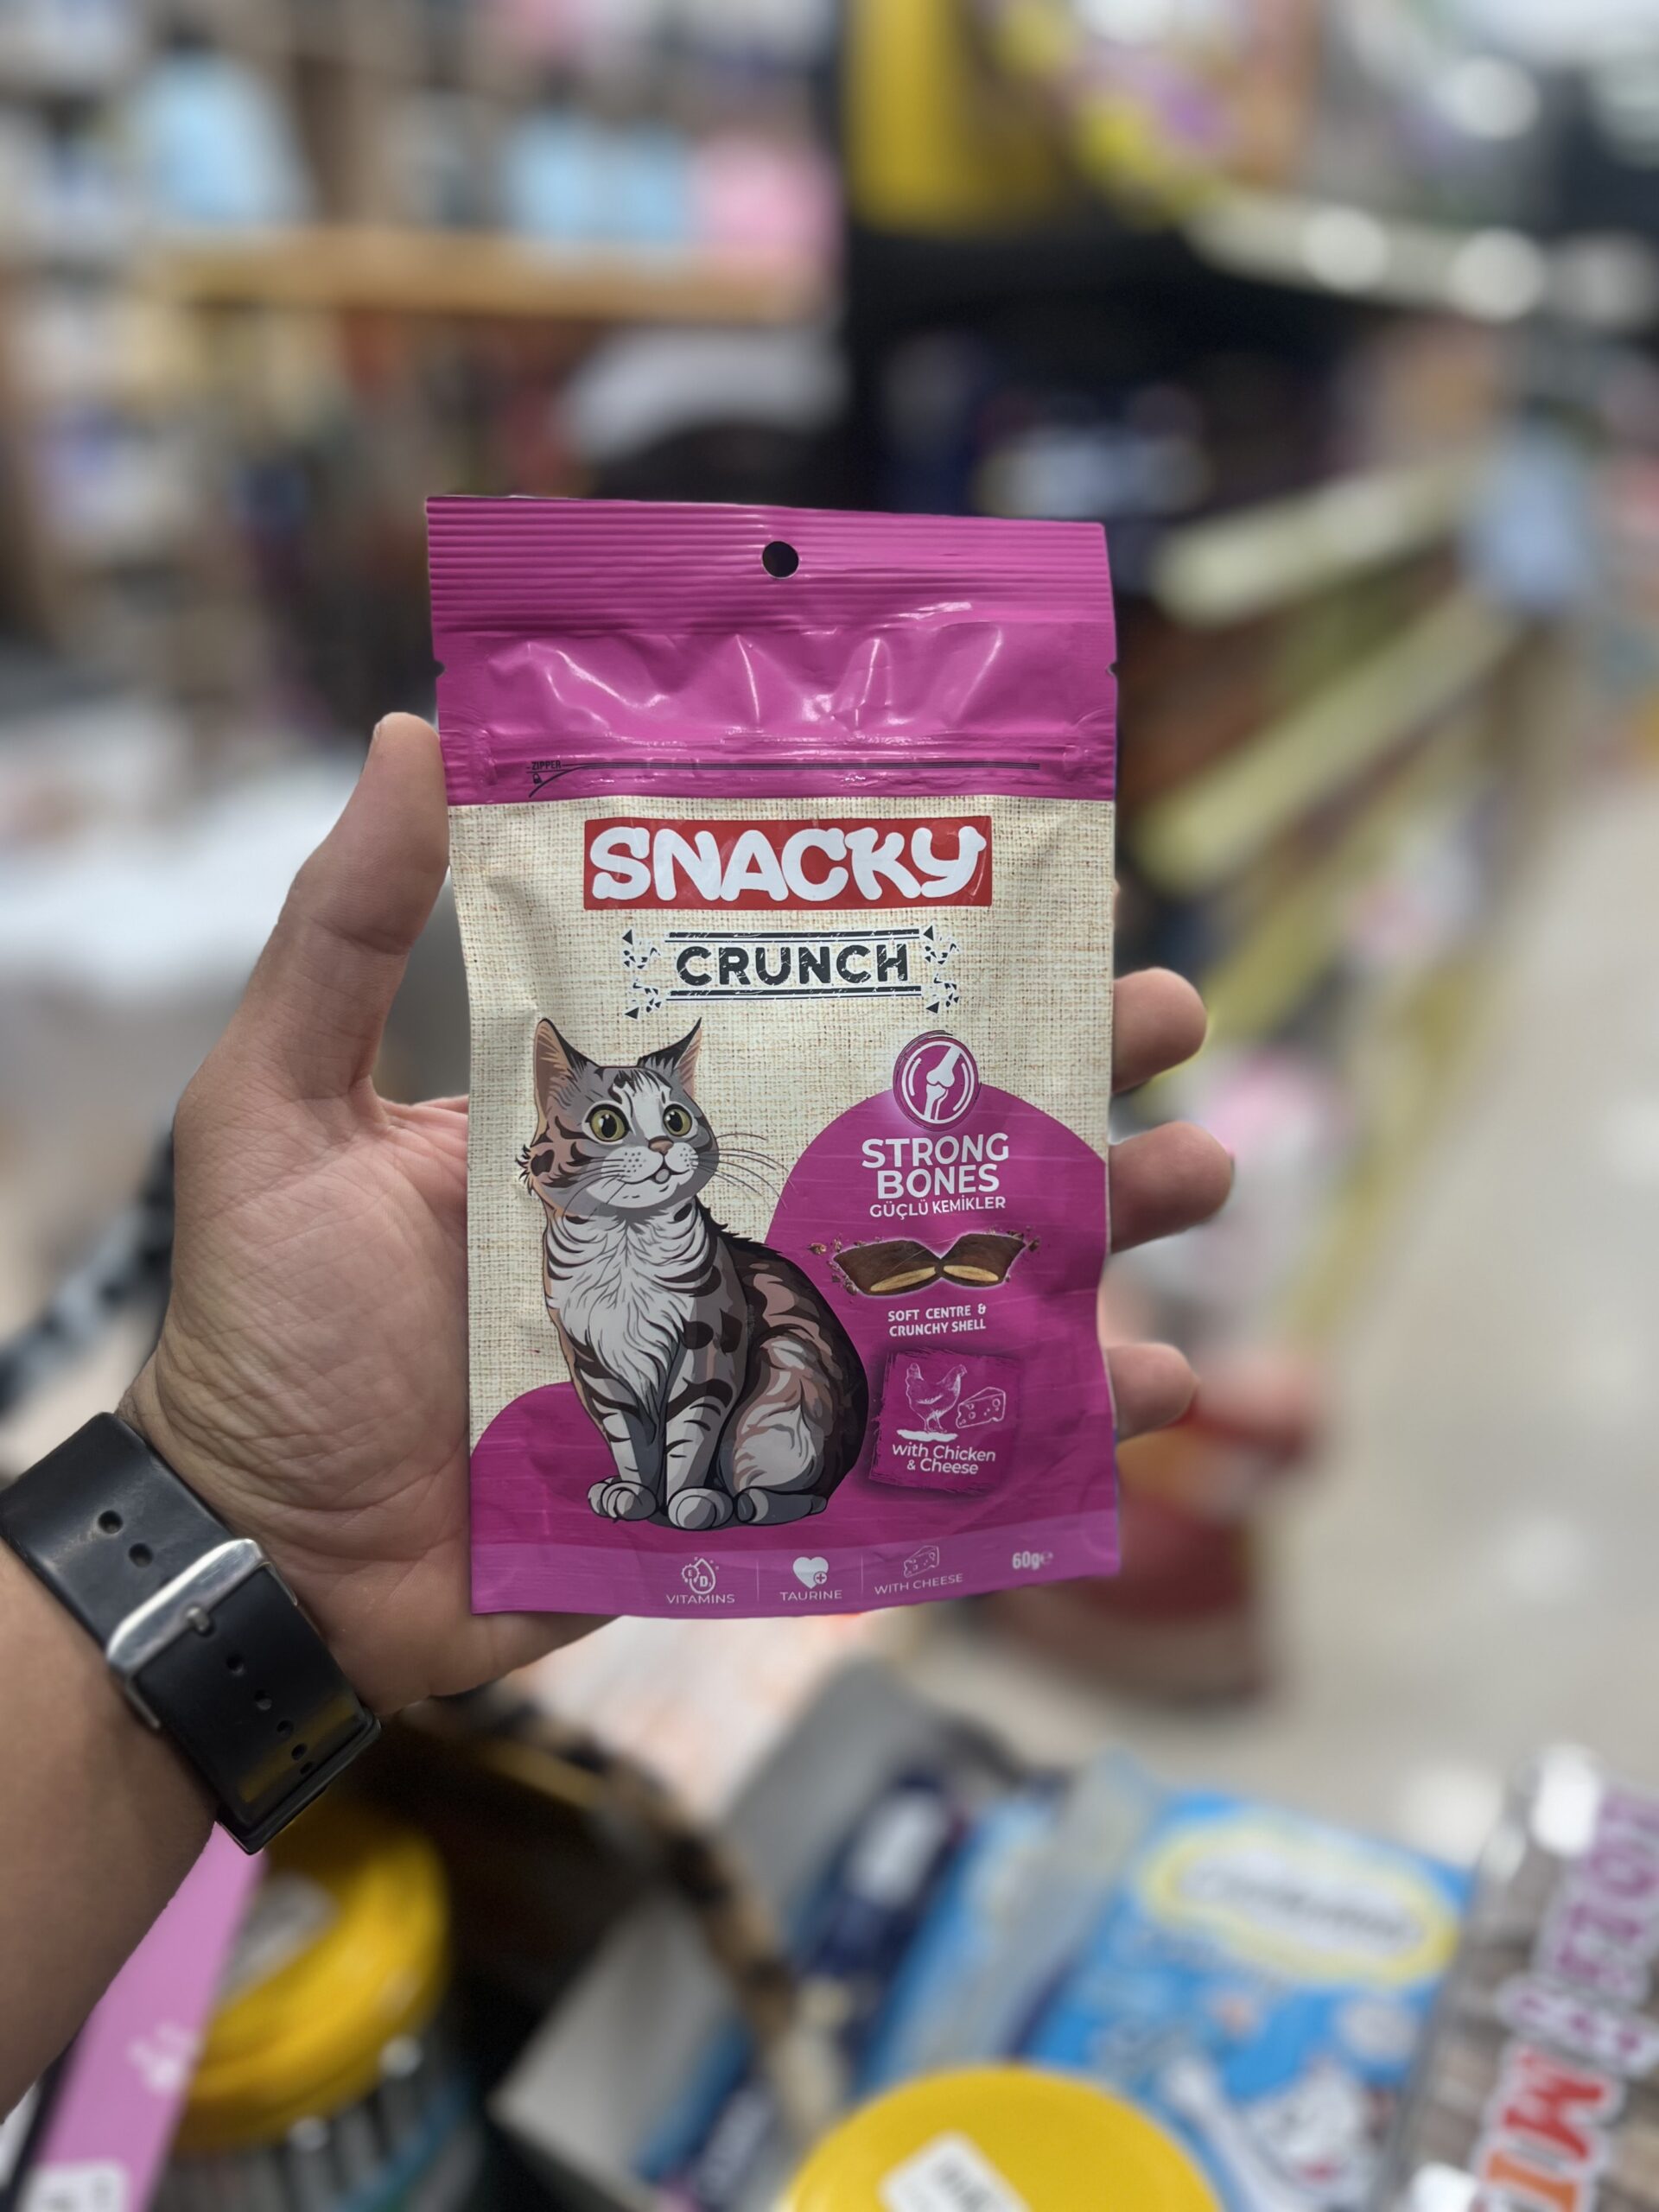 ZIPPER
SNACKY
CRUNCH
STRONG
BONES
GÜÇLÜ KEMİKLER
SOFT CENTRE &
CRUNCHY SHELL
with Chicken
& Cheese
E D3
VITAMINS
TAURINE
WITH CHEESE
60g℮